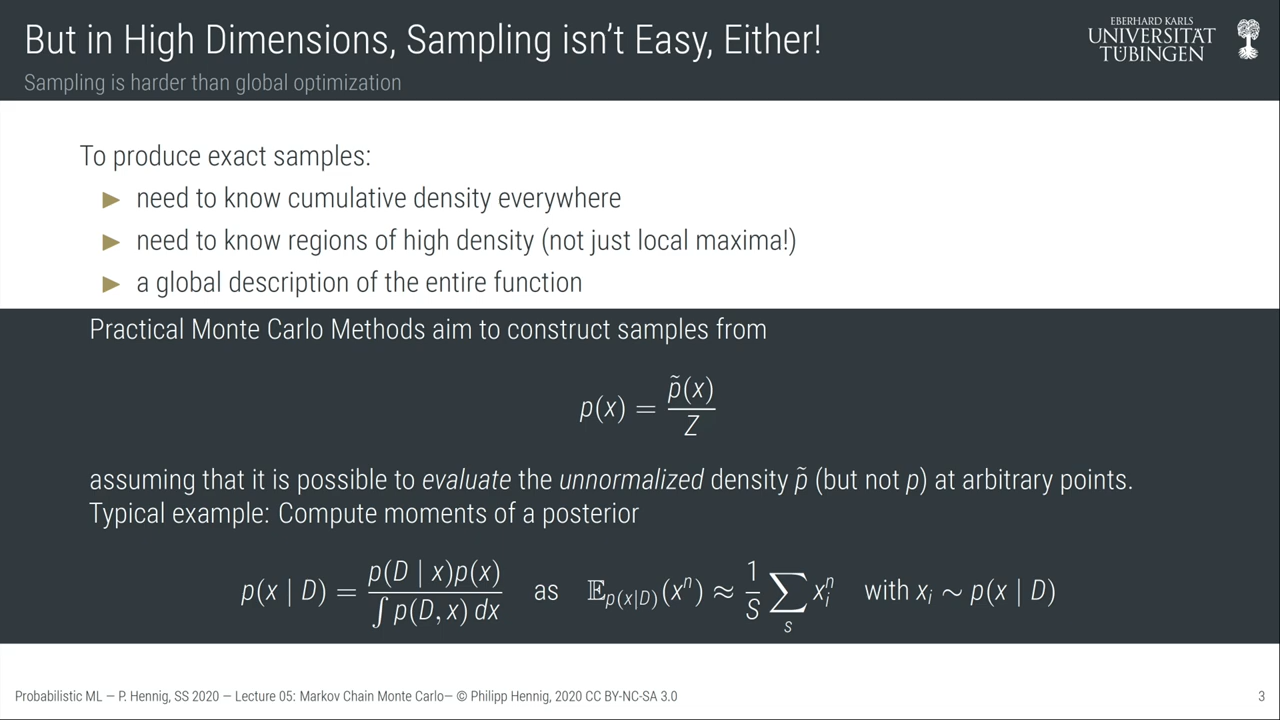 But in High Dimensions, Sampling isn't Easy, Either!
Sampling is harder than global optimization
EBERHARD KARLS
UNIVERSITÄT
TÜBINGEN
To produce exact samples:
▶ need to know cumulative density everywhere
▶ need to know regions of high density (not just local maxima!)
▶ a global description of the entire function
Practical Monte Carlo Methods aim to construct samples from
p(x) = p̃(x) / Z
assuming that it is possible to evaluate the unnormalized density p̃ (but not p) at arbitrary points.
Typical example: Compute moments of a posterior
p(x | D) = p(D | x)p(x) / ∫ p(D, x) dx as 𝔼_{p(x|D)}(xⁿ) ≈ 1/S ∑_s x_i^n with x_i ∼ p(x | D)
Probabilistic ML — P. Hennig, SS 2020 — Lecture 05: Markov Chain Monte Carlo— © Philipp Hennig, 2020 CC BY-NC-SA 3.0
3